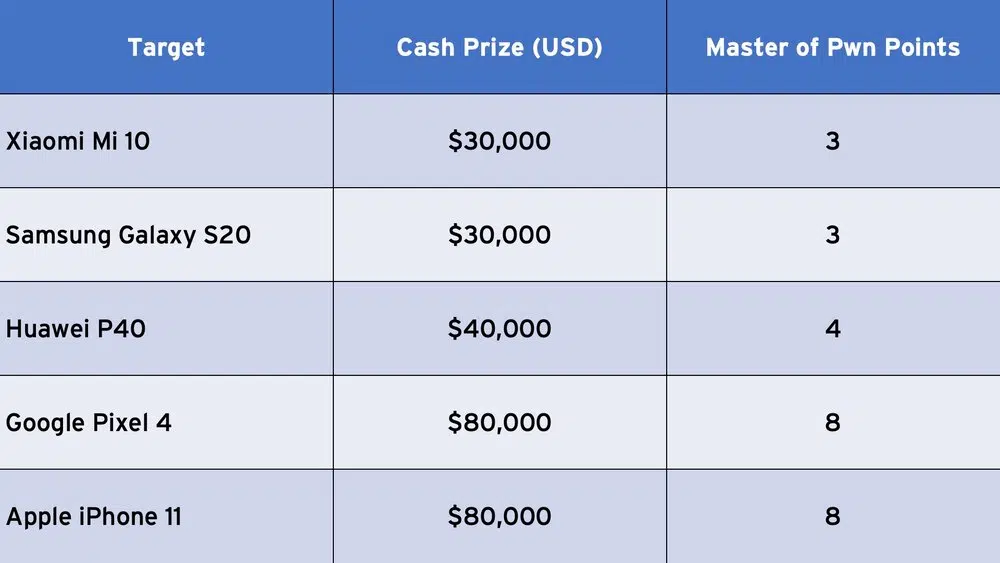 Target Cash Prize (USD) Master of Pwn Points
Xiaomi Mi 10 $30,000 3
Samsung Galaxy S20 $30,000 3
Huawei P40 $40,000 4
Google Pixel 4 $80,000 8
Apple iPhone 11 $80,000 8